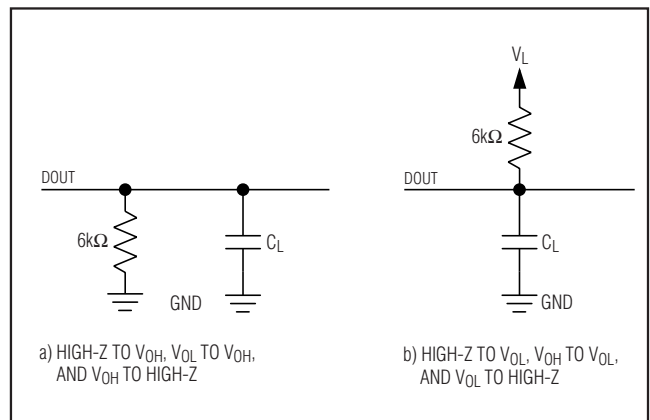 DOUT
6kΩ
C_L
GND
a) HIGH-Z TO V_OH, V_OL TO V_OH,
AND V_OH TO HIGH-Z
V_L
6kΩ
DOUT
C_L
GND
b) HIGH-Z TO V_OL, V_OH TO V_OL,
AND V_OL TO HIGH-Z